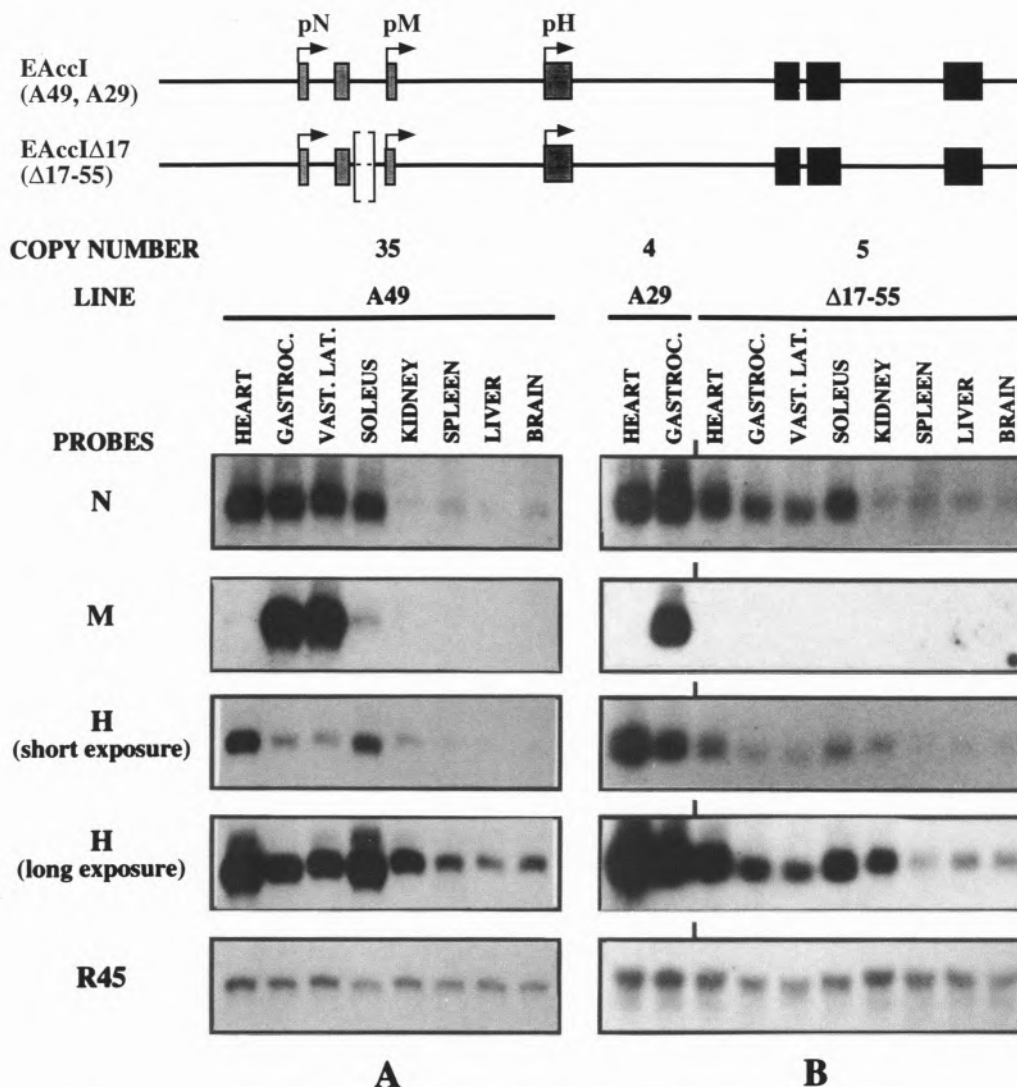 pN pM pH
EAccI
(A49, A29)
EAccIΔ17
(Δ17-55)
COPY NUMBER 35 4 5
LINE A49 A29 Δ17-55
PROBES
HEART GASTROC. VAST. LAT. SOLEUS KIDNEY SPLEEN LIVER BRAIN HEART GASTROC. HEART GASTROC. VAST. LAT. SOLEUS KIDNEY SPLEEN LIVER BRAIN
N
M
H
(short exposure)
H
(long exposure)
R45
A B